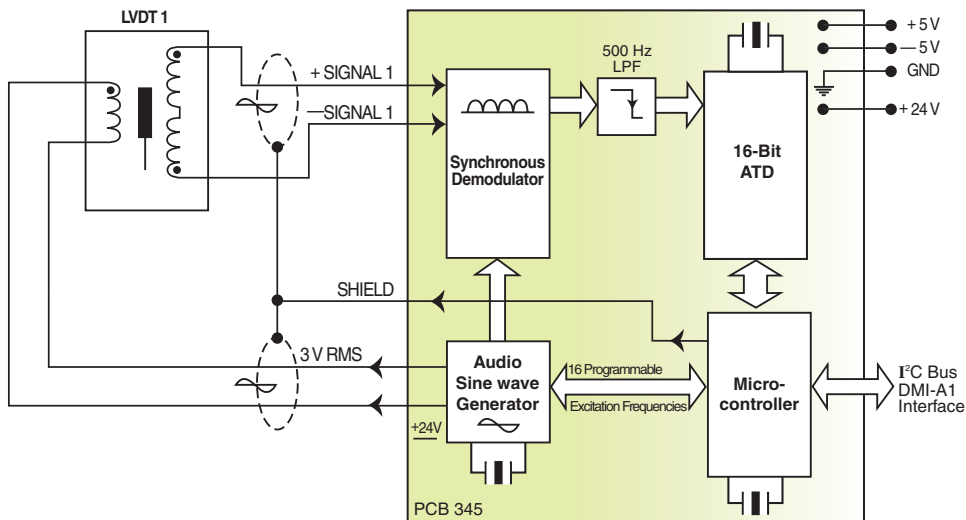 LVDT 1
+ SIGNAL 1
—SIGNAL 1
SHIELD
3 V RMS
+24V
500 Hz
LPF
Synchronous
Demodulator
16-Bit
ATD
+ 5 V
— 5 V
GND
+ 24 V
Audio
Sine wave
Generator
16 Programmable
Excitation Frequencies
Micro-
controller
I²C Bus
DMI-A1
Interface
PCB 345